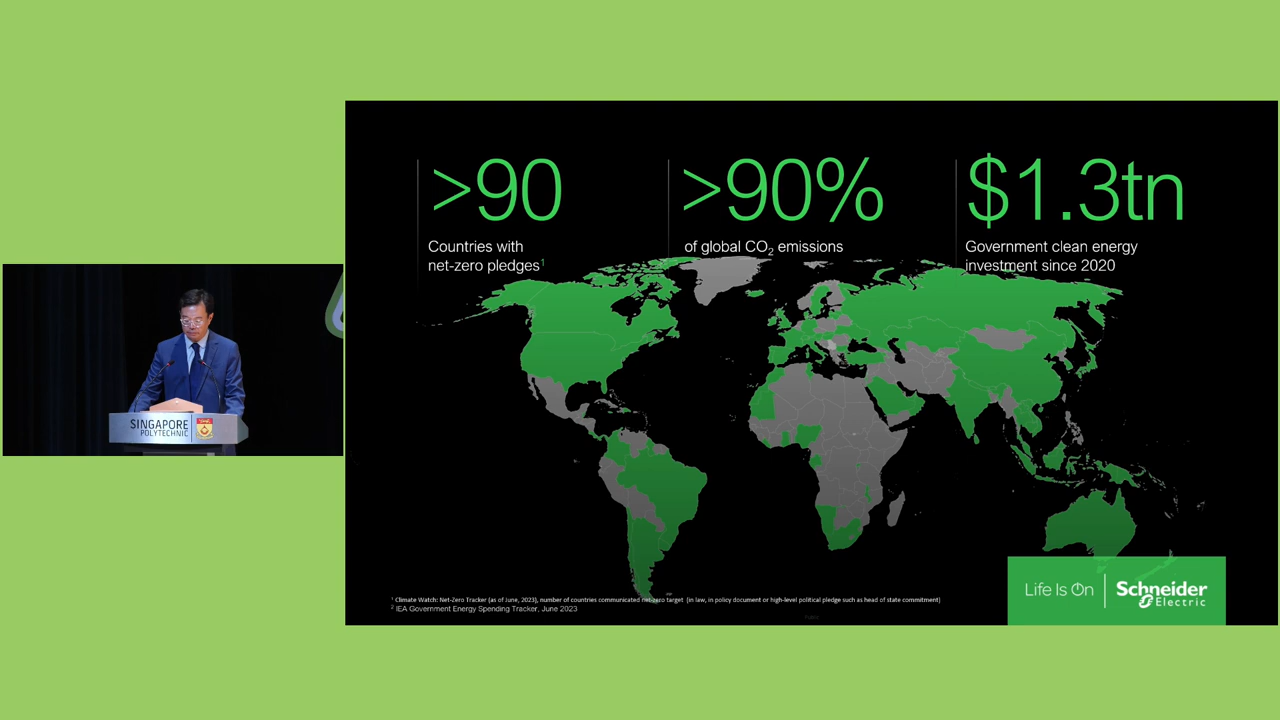 >90
Countries with
net-zero pledges¹
>90%
of global CO₂ emissions
$1.3tn
Government clean energy
investment since 2020
SINGAPORE
POLYTECHNIC
¹ Climate Watch: Net-Zero Tracker (as of June, 2023), number of countries communicated net-zero target (in law, in policy document or high-level political pledge such as head of state commitment)
² IEA Government Energy Spending Tracker, June 2023
Life Is On
Schneider
Electric